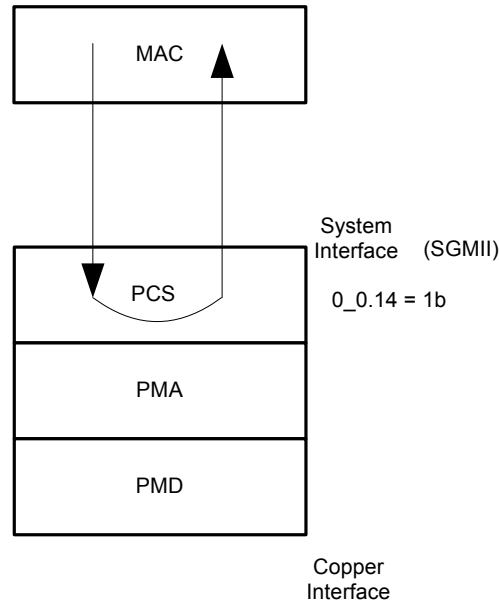 MAC
System
Interface (SGMII)
PCS
0_0.14 = 1b
PMA
PMD
Copper
Interface